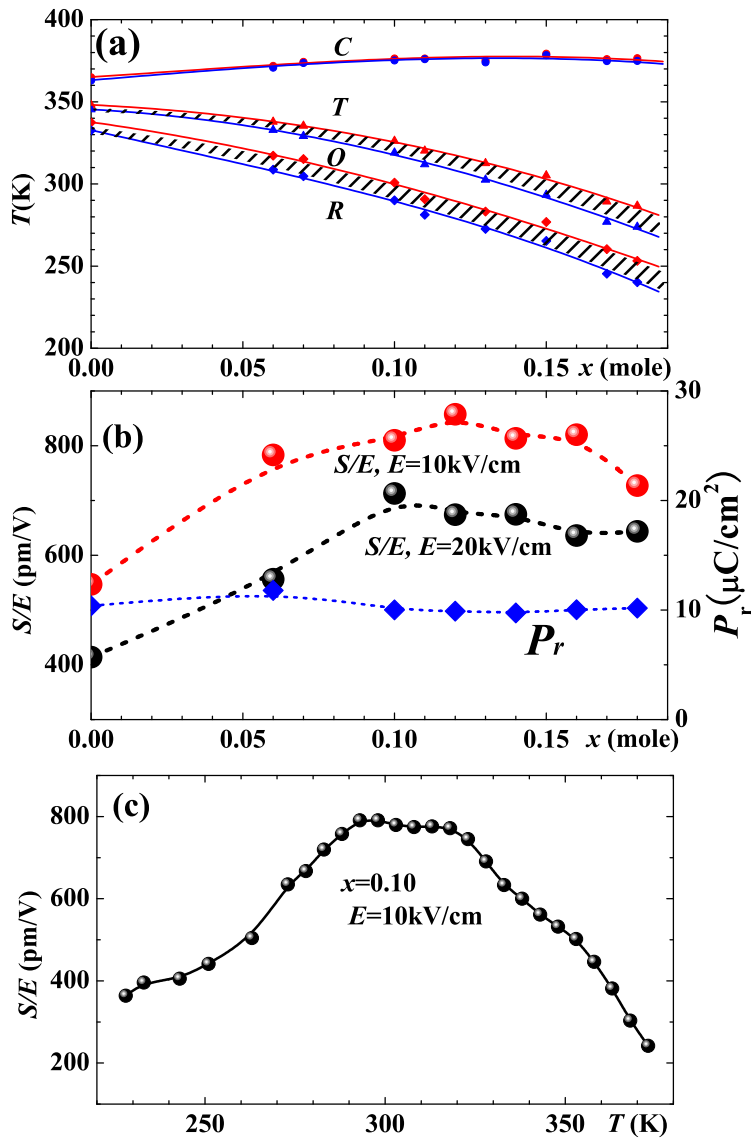 (a)
C
T
O
R
T(K)
400
350
300
250
200
0.00 0.05 0.10 0.15 x (mole)
(b)
S/E, E=10kV/cm
S/E, E=20kV/cm
Pr
S/E (pm/V)
800
600
400
Pr(μC/cm²)
30
20
10
0
0.00 0.05 0.10 0.15 x (mole)
(c)
x=0.10
E=10kV/cm
S/E (pm/V)
800
600
400
200
250 300 350 T (K)